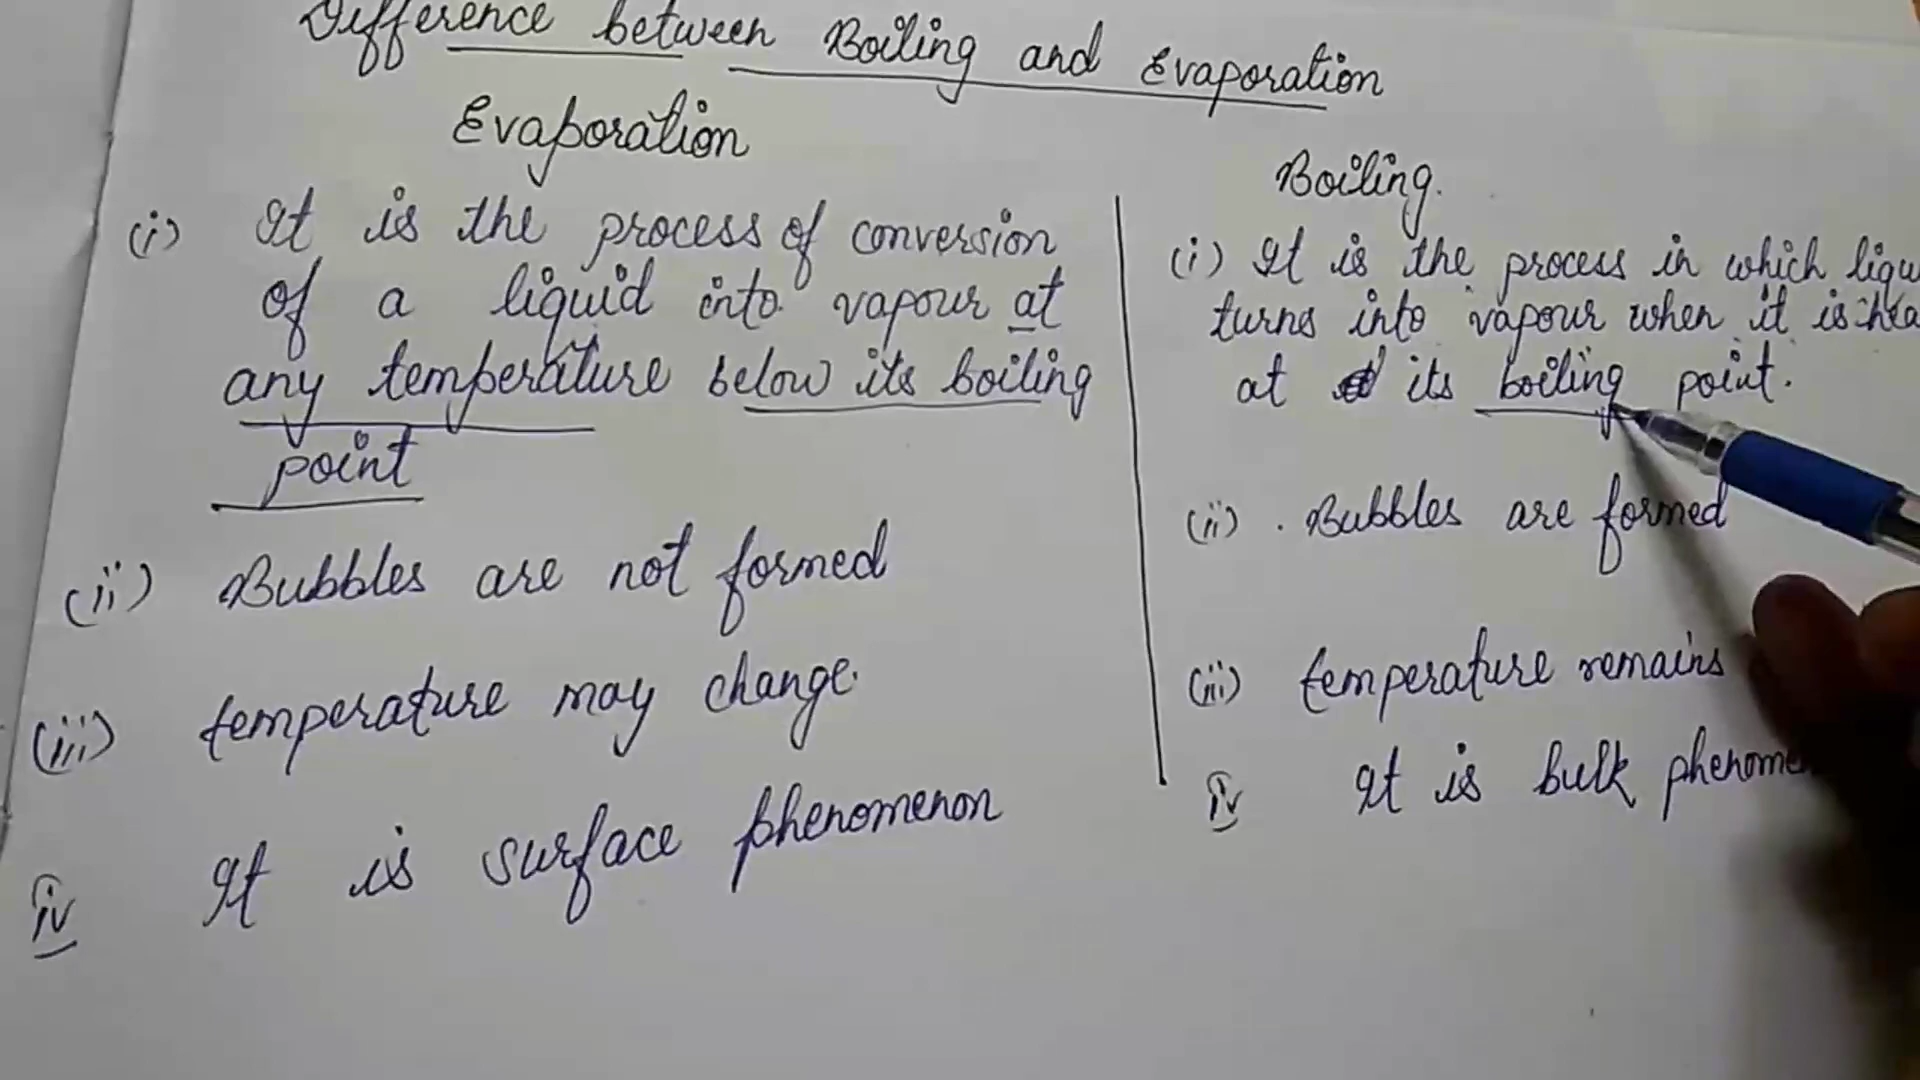 Difference between Boiling and Evaporation
Evaporation
(i) It is the process of conversion
of a liquid into vapour at
any temperature below its boiling
point
(ii) Bubbles are not formed
(iii) temperature may change.
iv It is surface phenomenon
Boiling.
(i) It is the process in which
turns into vapour when it is
at its boiling point.
(ii) . Bubbles are formed
(iii) temperature remains
iv It is bulk